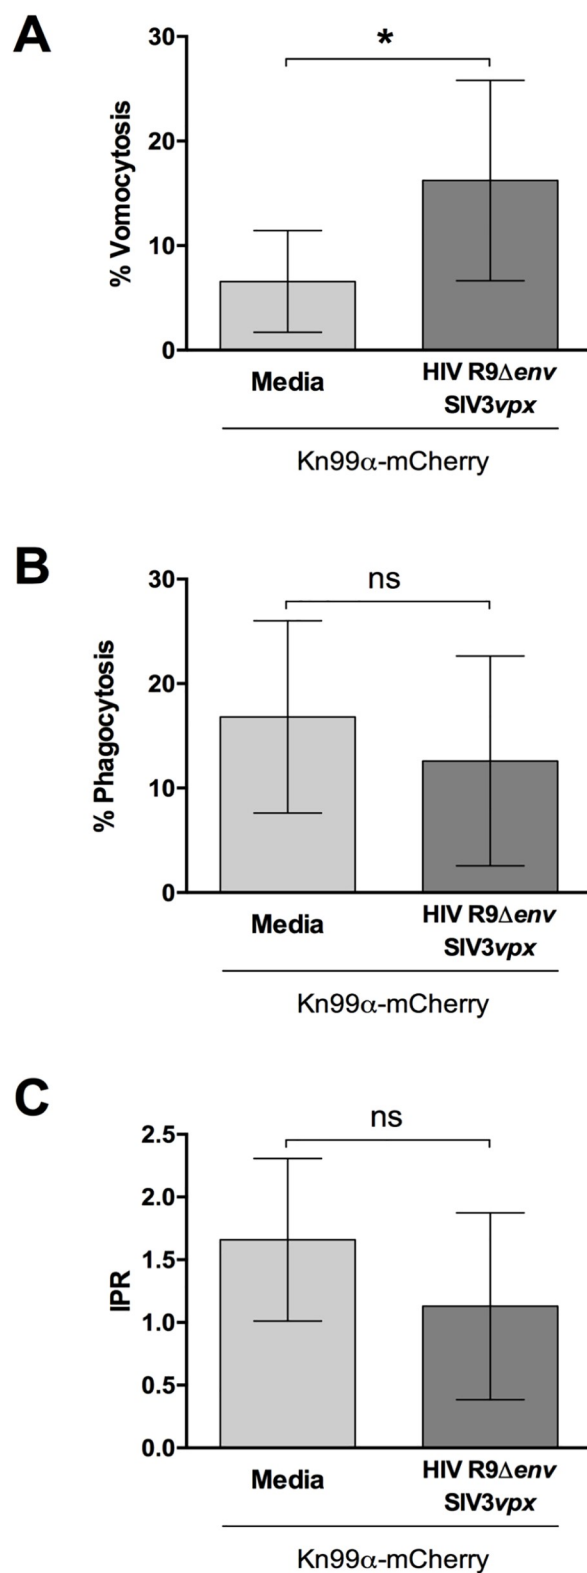 A
% Vomocytosis
30
20
10
0
*
Media
HIV R9Δenv
SIV3vpx
Kn99α-mCherry
B
% Phagocytosis
30
20
10
0
ns
Media
HIV R9Δenv
SIV3vpx
Kn99α-mCherry
C
IPR
2.5
2.0
1.5
1.0
0.5
0.0
ns
Media
HIV R9Δenv
SIV3vpx
Kn99α-mCherry